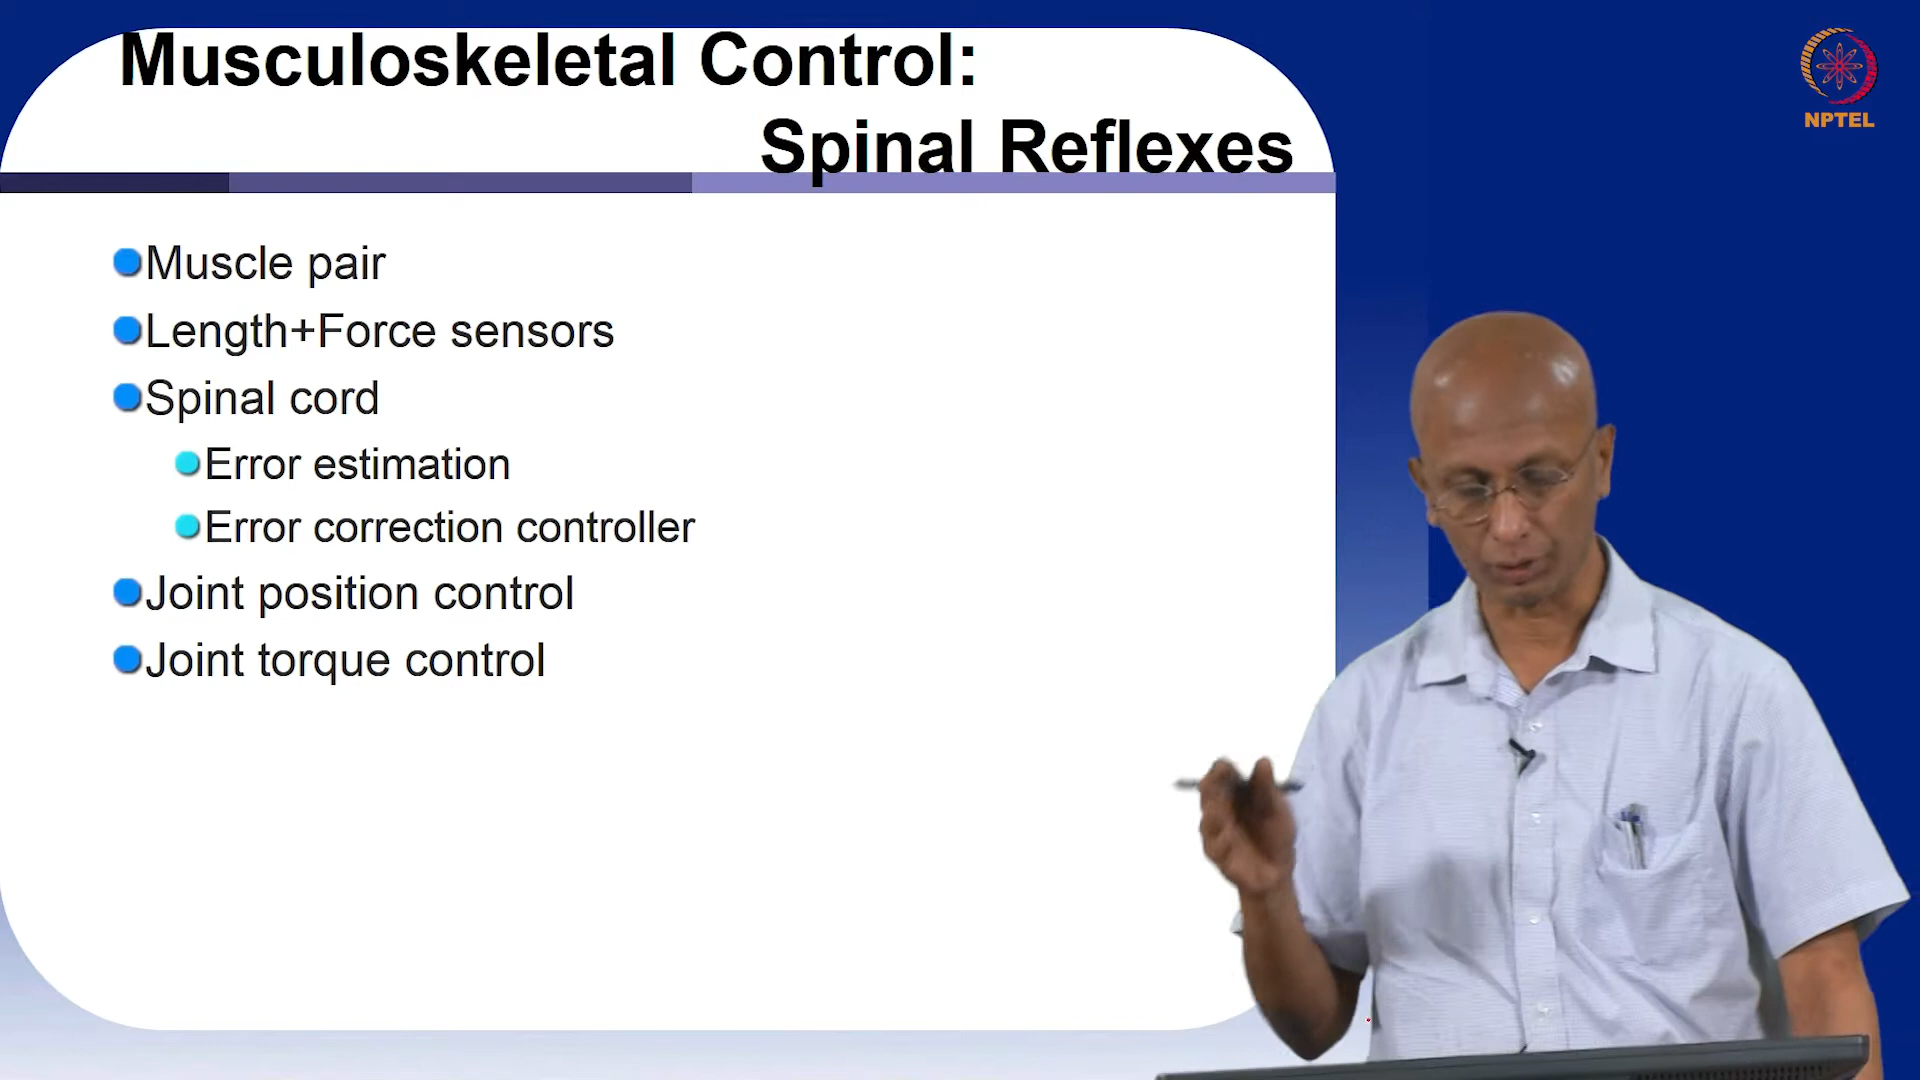 Musculoskeletal Control:
Spinal Reflexes
NPTEL
Muscle pair
Length+Force sensors
Spinal cord
Error estimation
Error correction controller
Joint position control
Joint torque control